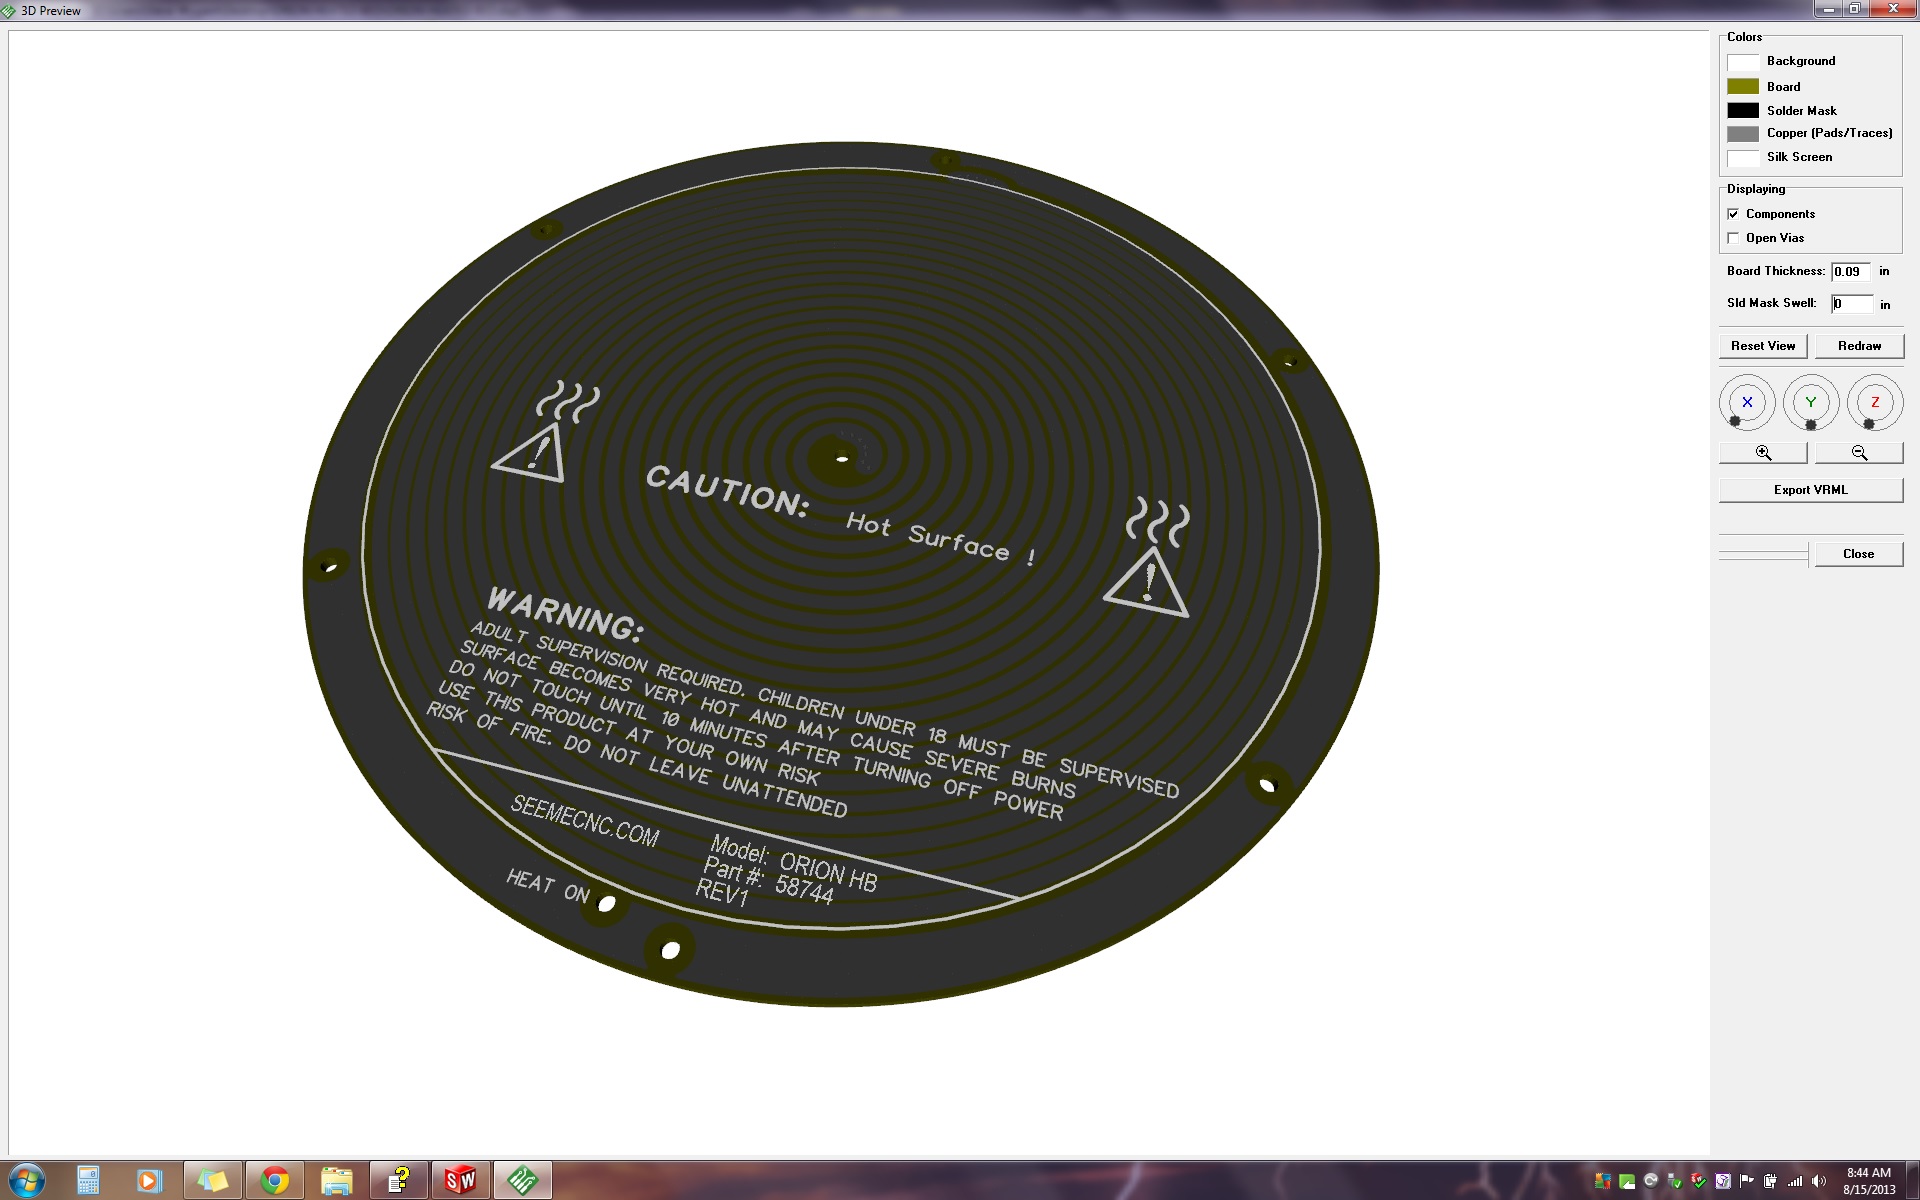 3D Preview
Colors
Background
Board
Solder Mask
Copper (Pads/Traces)
Silk Screen
Displaying
Components
Open Vias
Board Thickness: 0.09 in
Sld Mask Swell: 0 in
Reset View Redraw
X Y Z
Export VRML
Close
CAUTION: Hot Surface !
!
!
WARNING:
ADULT SUPERVISION REQUIRED. CHILDREN UNDER 18 MUST BE SUPERVISED
SURFACE BECOMES VERY HOT AND MAY CAUSE SEVERE BURNS
DO NOT TOUCH UNTIL 10 MINUTES AFTER TURNING OFF POWER
USE THIS PRODUCT AT YOUR OWN RISK
RISK OF FIRE. DO NOT LEAVE UNATTENDED
SEEMECNC.COM
Model: ORION HB
Part #: 58744
REV1
HEAT ON
SW
8:44 AM
8/15/2013